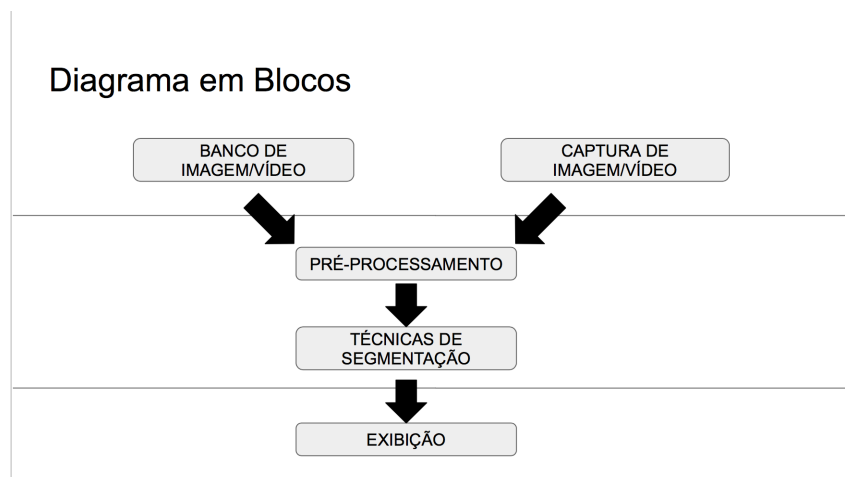 Diagrama em Blocos
BANCO DE
IMAGEM/VÍDEO
CAPTURA DE
IMAGEM/VÍDEO
PRÉ-PROCESSAMENTO
TÉCNICAS DE
SEGMENTAÇÃO
EXIBIÇÃO